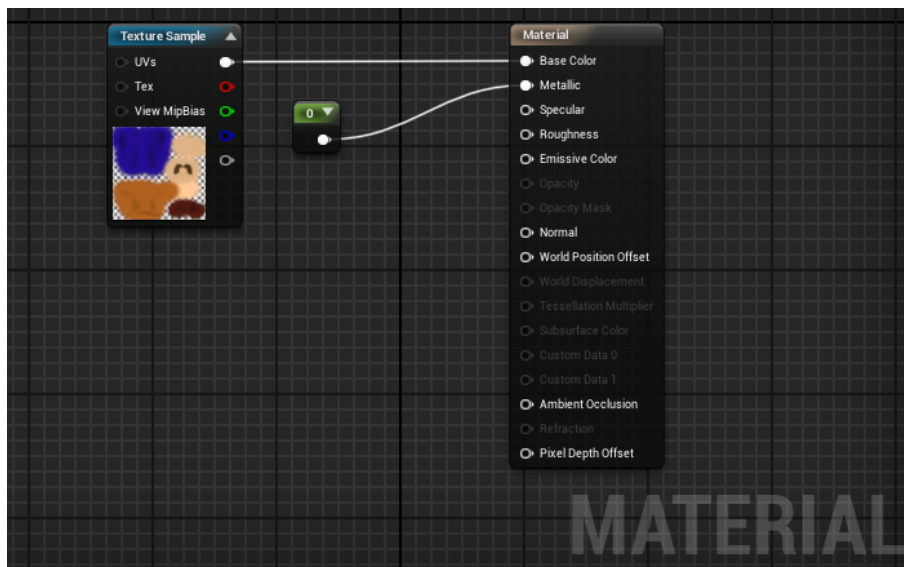 Texture Sample
UVs
Tex
View MipBias
0
Material
Base Color
Metallic
Specular
Roughness
Emissive Color
Opacity
Opacity Mask
Normal
World Position Offset
World Displacement
Tessellation Multiplier
Subsurface Color
Custom Data 0
Custom Data 1
Ambient Occlusion
Refraction
Pixel Depth Offset
MATERIAL